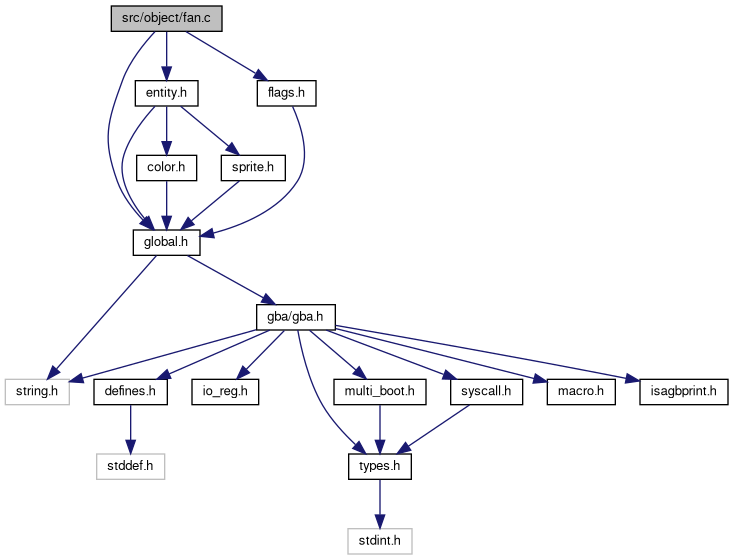 src/object/fan.c
entity.h
flags.h
color.h
sprite.h
global.h
gba/gba.h
string.h
defines.h
io_reg.h
multi_boot.h
syscall.h
macro.h
isagbprint.h
stddef.h
types.h
stdint.h